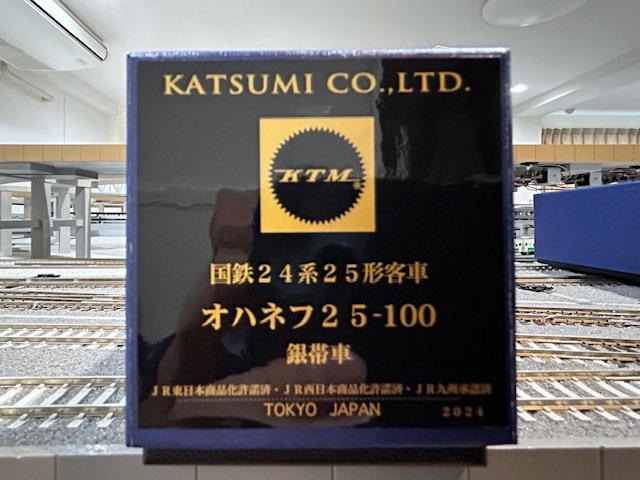 KATSUMI CO.,LTD.
KTM
®
国鉄２４系２５形客車
オハネフ２５-100
銀帯車
ＪＲ東日本商品化許諾済・ＪＲ西日本商品化許諾済・ＪＲ九州承認済
TOKYO JAPAN 2024